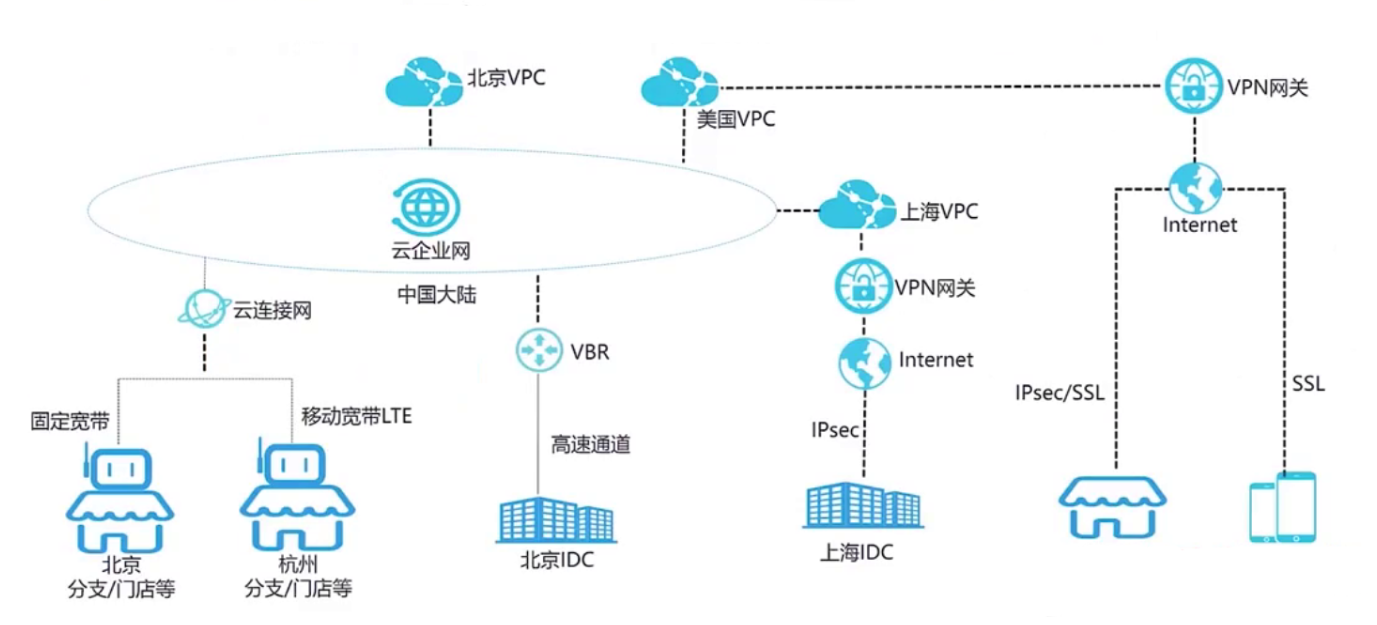 北京VPC
美国VPC
VPN网关
Internet
云企业网
上海VPC
中国大陆
云连接网
VPN网关
VBR
Internet
固定宽带
移动宽带LTE
高速通道
IPsec
IPsec/SSL
SSL
北京
分支/门店等
杭州
分支/门店等
北京IDC
上海IDC